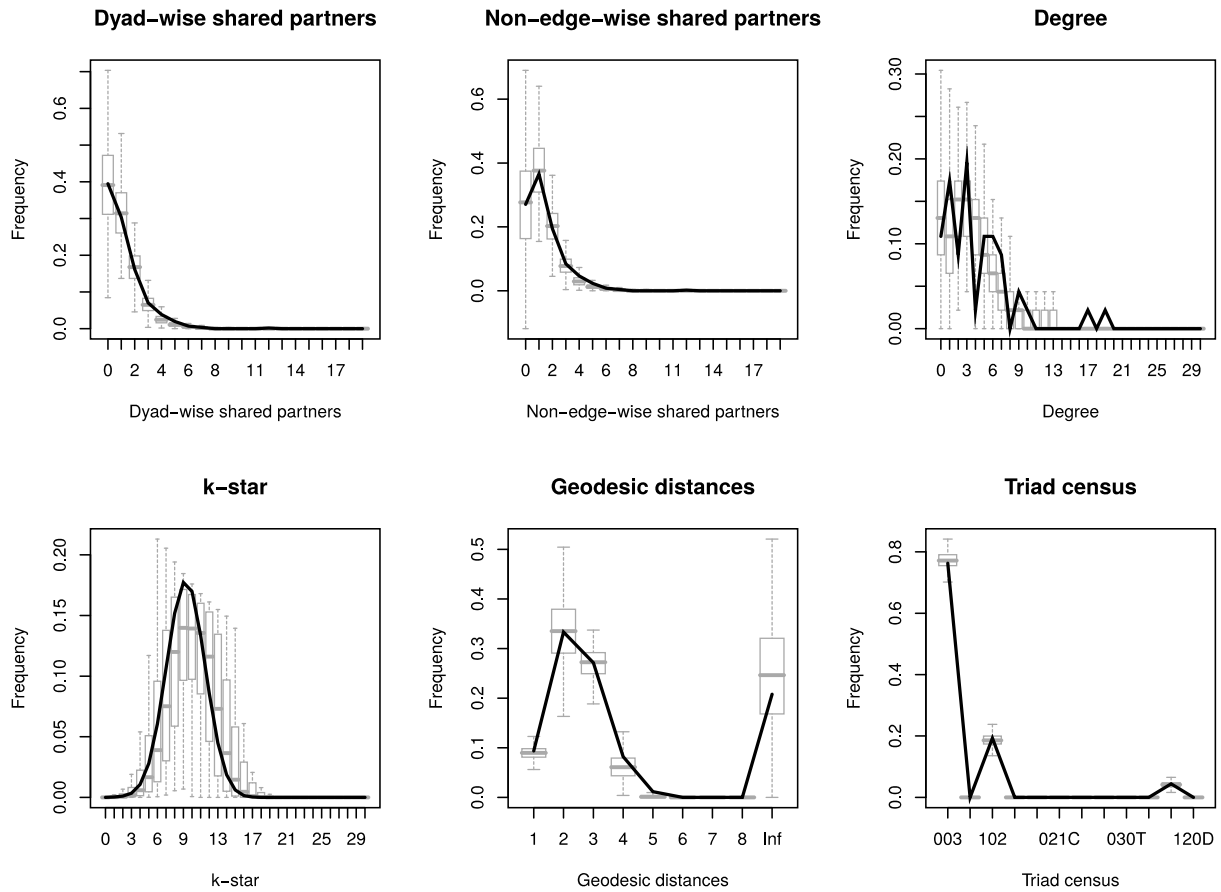 Dyad−wise shared partners
Non−edge−wise shared partners
Degree
Frequency
0.0 0.2 0.4 0.6
0 2 4 6 8 11 14 17
Dyad−wise shared partners
Frequency
0.0 0.2 0.4 0.6
0 2 4 6 8 11 14 17
Non−edge−wise shared partners
Frequency
0.00 0.10 0.20 0.30
0 3 6 9 13 17 21 25 29
Degree
k−star
Geodesic distances
Triad census
Frequency
0.00 0.05 0.10 0.15 0.20
0 3 6 9 13 17 21 25 29
k−star
Frequency
0.0 0.1 0.2 0.3 0.4 0.5
1 2 3 4 5 6 7 8 Inf
Geodesic distances
Frequency
0.0 0.2 0.4 0.6 0.8
003 102 021C 030T 120D
Triad census